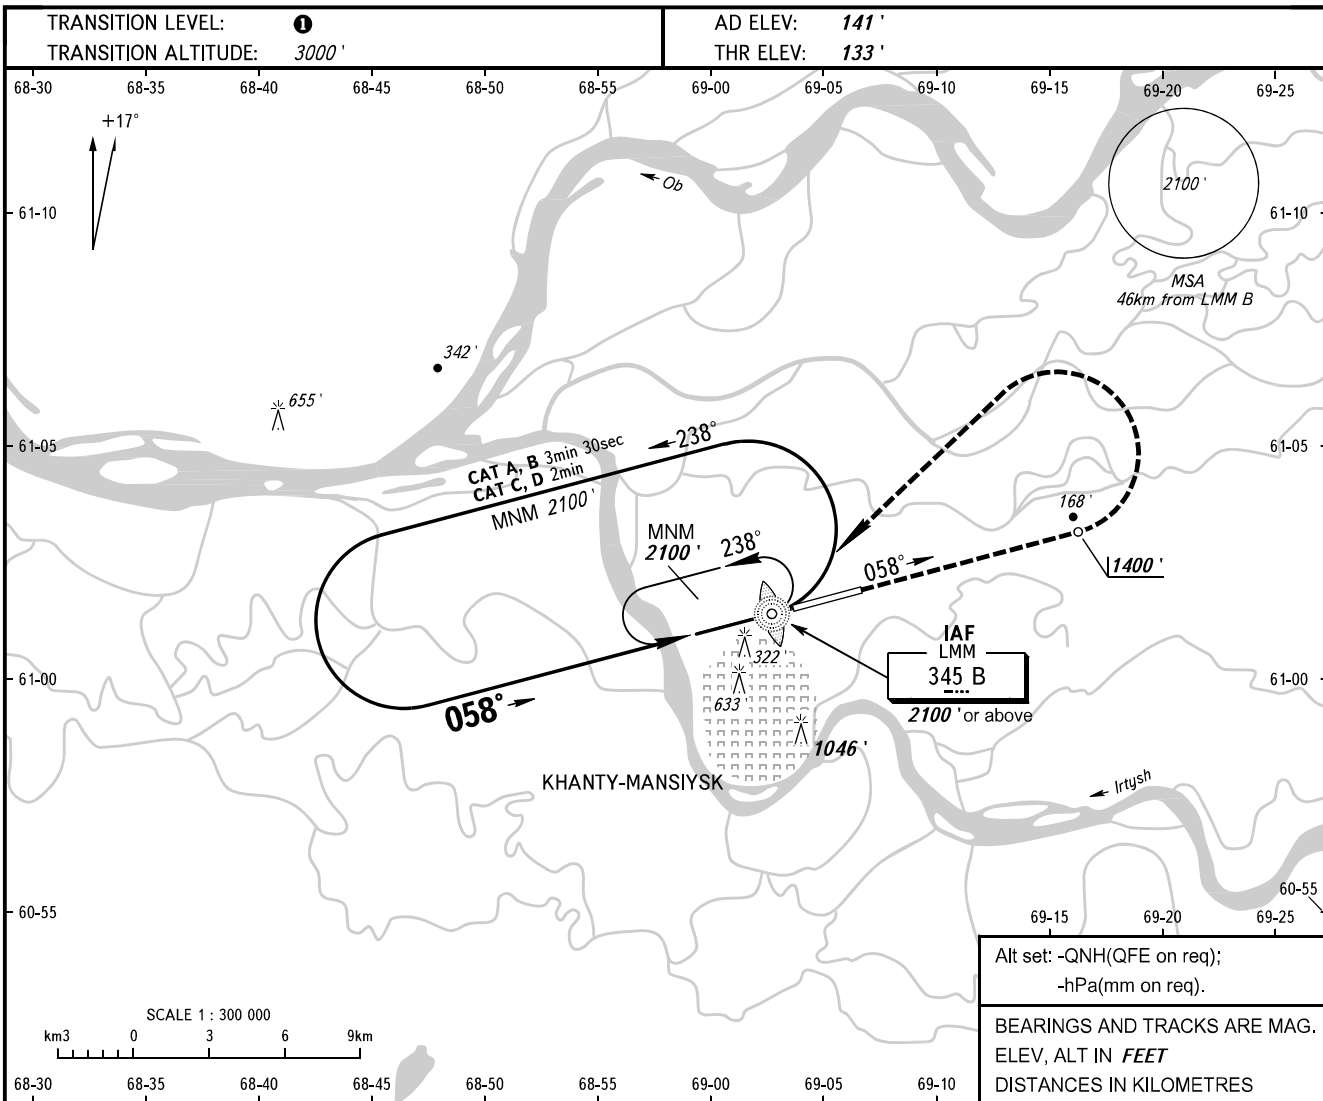 TRANSITION LEVEL: ❶
TRANSITION ALTITUDE: 3000 '
AD ELEV: 141 '
THR ELEV: 133 '
68-30 68-35 68-40 68-45 68-50 68-55 69-00 69-05 69-10 69-15 69-20 69-25
+17°
Ob
2100 '
61-10 61-10
MSA
46km from LMM B
342 '
655 '
61-05 61-05
238°
CAT A, B 3min 30sec
CAT C, D 2min
MNM 2100 '
168 '
MNM
2100 '
238°
058°
1400 '
IAF
LMM
345 B
2100 ' or above
322 '
61-00 61-00
633 '
058°
1046 '
KHANTY-MANSIYSK
Irtysh
60-55 60-55
69-15 69-20 69-25
Alt set: -QNH(QFE on req);
-hPa(mm on req).
SCALE 1 : 300 000
km3 0 3 6 9km
BEARINGS AND TRACKS ARE MAG.
ELEV, ALT IN FEET
DISTANCES IN KILOMETRES
68-30 68-35 68-40 68-45 68-50 68-55 69-00 69-05 69-10